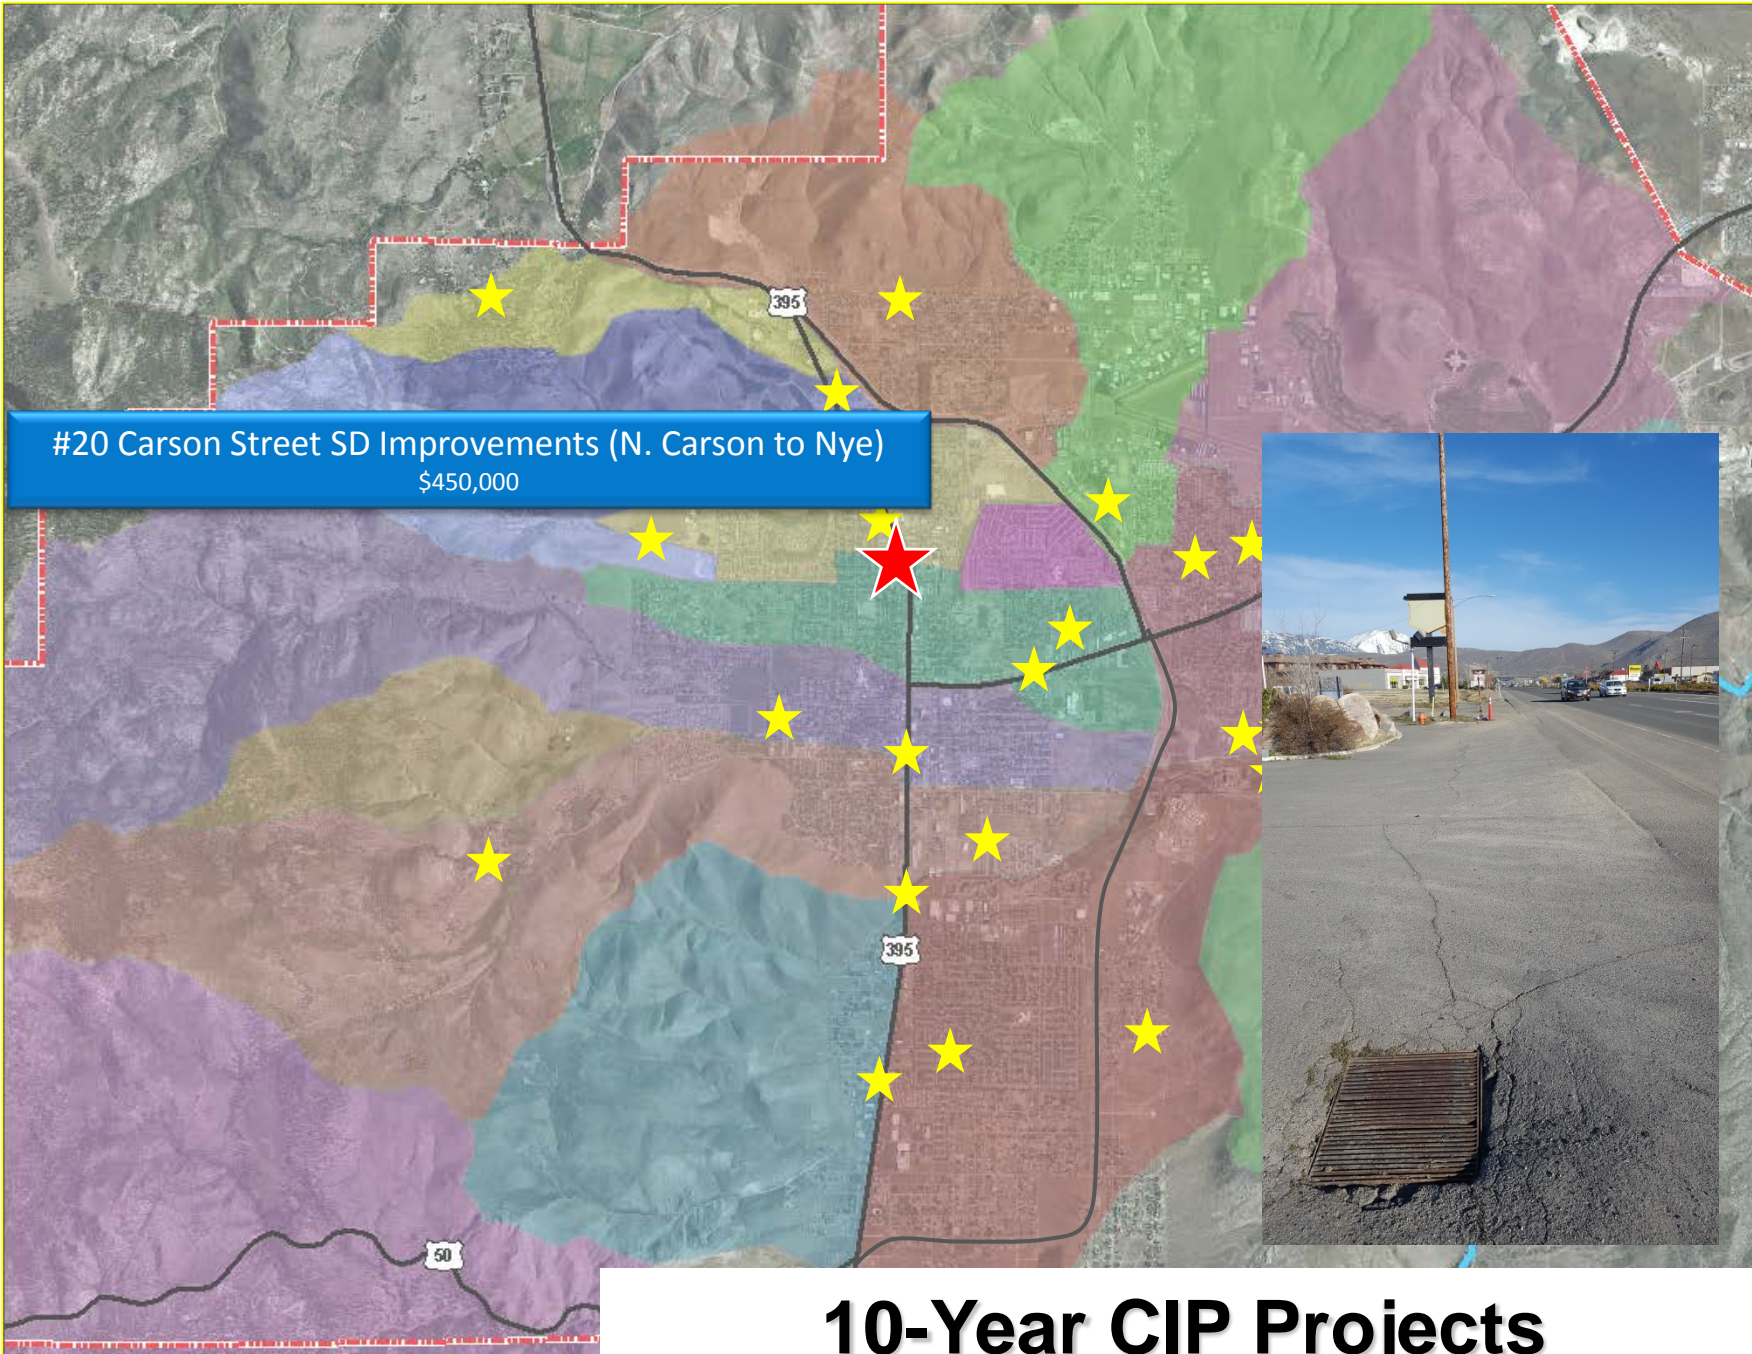 395
#20 Carson Street SD Improvements (N. Carson to Nye)
$450,000
395
50
10-Year CIP Projects